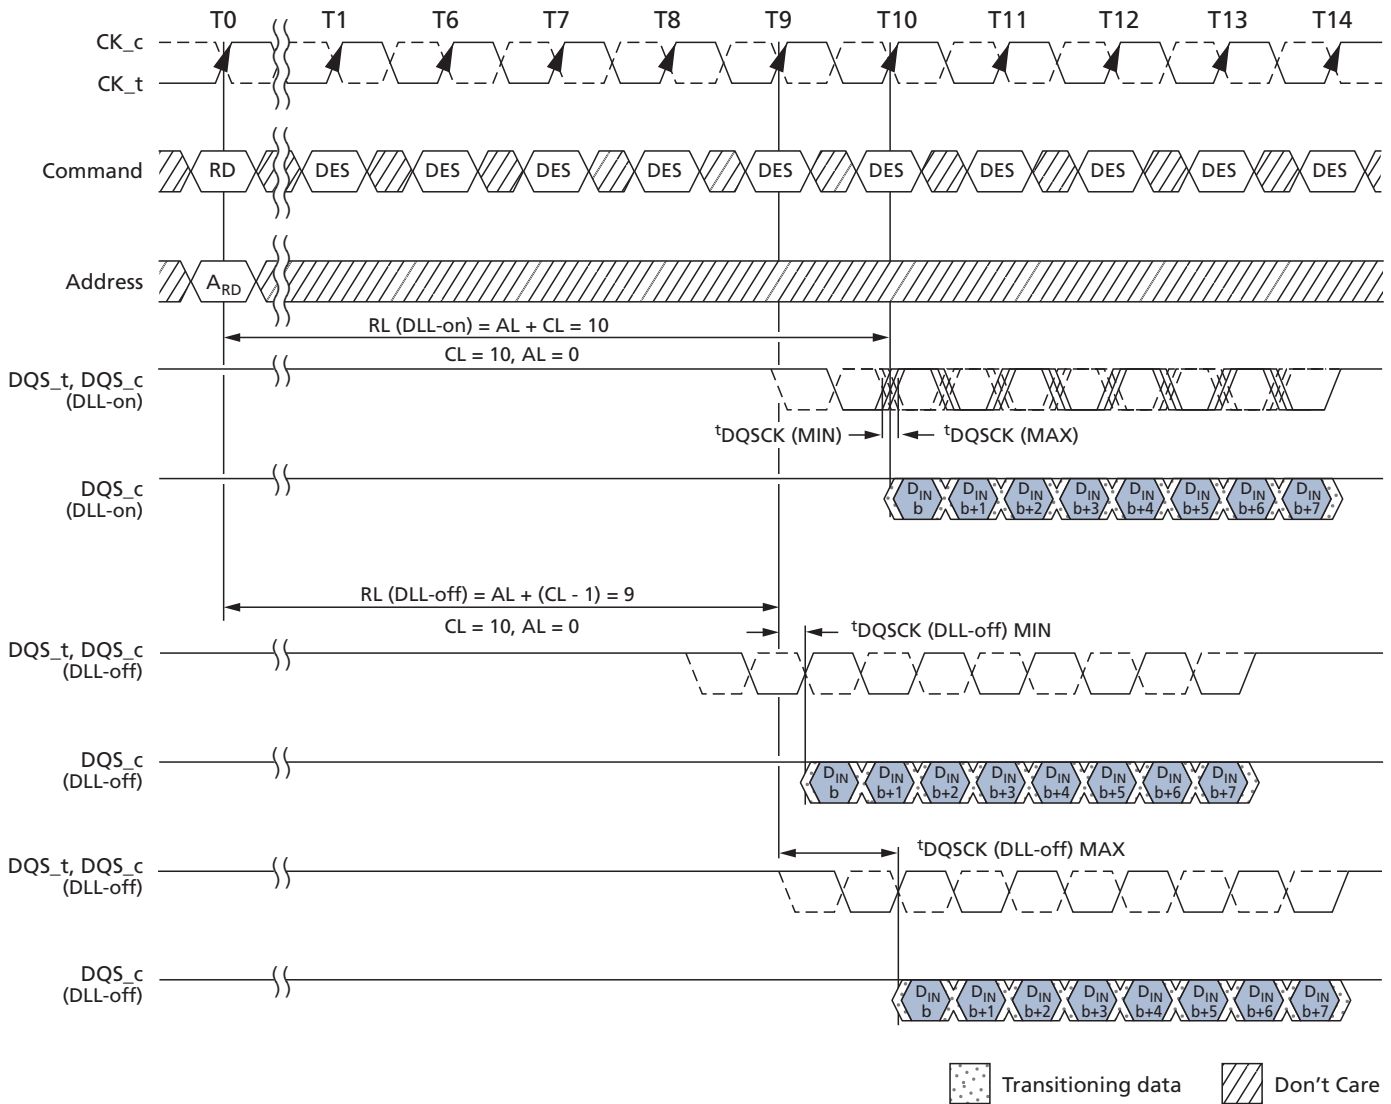 T0 T1 T6 T7 T8 T9 T10 T11 T12 T13 T14
CK_c
CK_t
Command RD DES DES DES DES DES DES DES DES DES DES
Address ARD
RL (DLL-on) = AL + CL = 10
CL = 10, AL = 0
DQS_t, DQS_c
(DLL-on)
tDQSCK (MIN) tDQSCK (MAX)
DQS_c
(DLL-on)
DIN DIN DIN DIN DIN DIN DIN DIN
b b+1 b+2 b+3 b+4 b+5 b+6 b+7
RL (DLL-off) = AL + (CL - 1) = 9
CL = 10, AL = 0
tDQSCK (DLL-off) MIN
DQS_t, DQS_c
(DLL-off)
DQS_c
(DLL-off)
DIN DIN DIN DIN DIN DIN DIN DIN
b b+1 b+2 b+3 b+4 b+5 b+6 b+7
tDQSCK (DLL-off) MAX
DQS_t, DQS_c
(DLL-off)
DQS_c
(DLL-off)
DIN DIN DIN DIN DIN DIN DIN DIN
b b+1 b+2 b+3 b+4 b+5 b+6 b+7
Transitioning data Don't Care